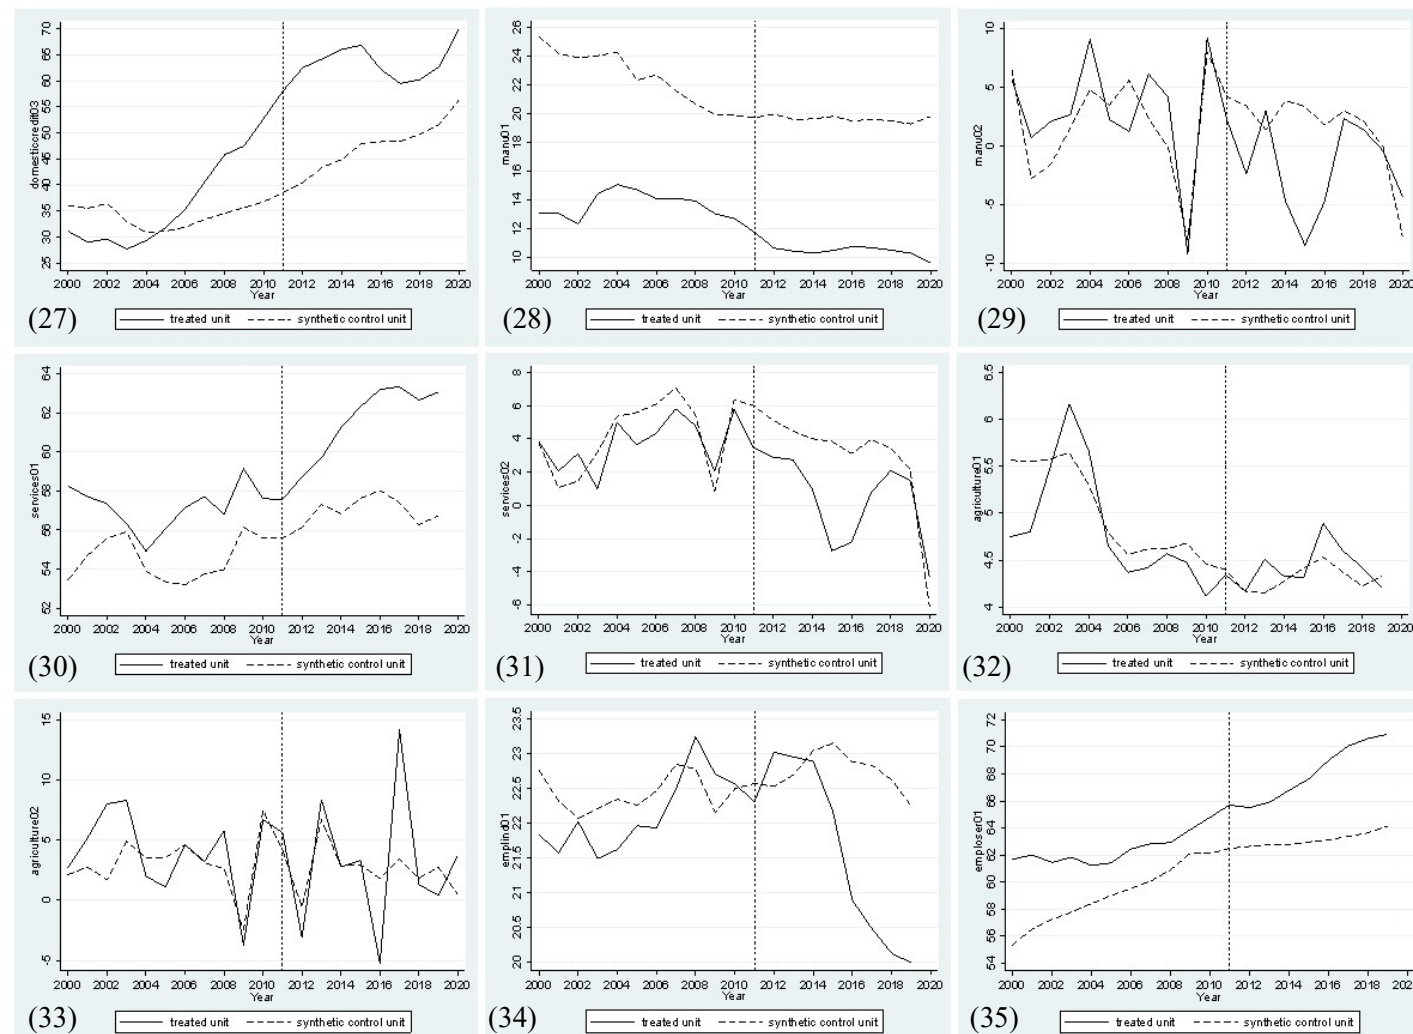 domesticcredit03
25 30 35 40 45 50 55 60 65 70
2000 2002 2004 2006 2008 2010 2012 2014 2016 2018 2020
Year
(27)
treated unit synthetic control unit
manu01
10 12 14 16 18 20 22 24 26
2000 2002 2004 2006 2008 2010 2012 2014 2016 2018 2020
Year
(28)
treated unit synthetic control unit
manu02
-10 -5 0 5 10
2000 2002 2004 2006 2008 2010 2012 2014 2016 2018 2020
Year
(29)
treated unit synthetic control unit
services01
52 54 56 58 60 62 64
2000 2002 2004 2006 2008 2010 2012 2014 2016 2018 2020
Year
(30)
treated unit synthetic control unit
services02
-6 -4 -2 0 2 4 6 8
2000 2002 2004 2006 2008 2010 2012 2014 2016 2018 2020
Year
(31)
treated unit synthetic control unit
agriculture01
4 4.5 5 5.5 6 6.5
2000 2002 2004 2006 2008 2010 2012 2014 2016 2018 2020
Year
(32)
treated unit synthetic control unit
agriculture02
-5 0 5 10 15
2000 2002 2004 2006 2008 2010 2012 2014 2016 2018 2020
Year
(33)
treated unit synthetic control unit
emplind01
20 20.5 21 21.5 22 22.5 23 23.5
2000 2002 2004 2006 2008 2010 2012 2014 2016 2018 2020
Year
(34)
treated unit synthetic control unit
emploser01
54 56 58 60 62 64 66 68 70 72
2000 2002 2004 2006 2008 2010 2012 2014 2016 2018
Year
(35)
treated unit synthetic control unit